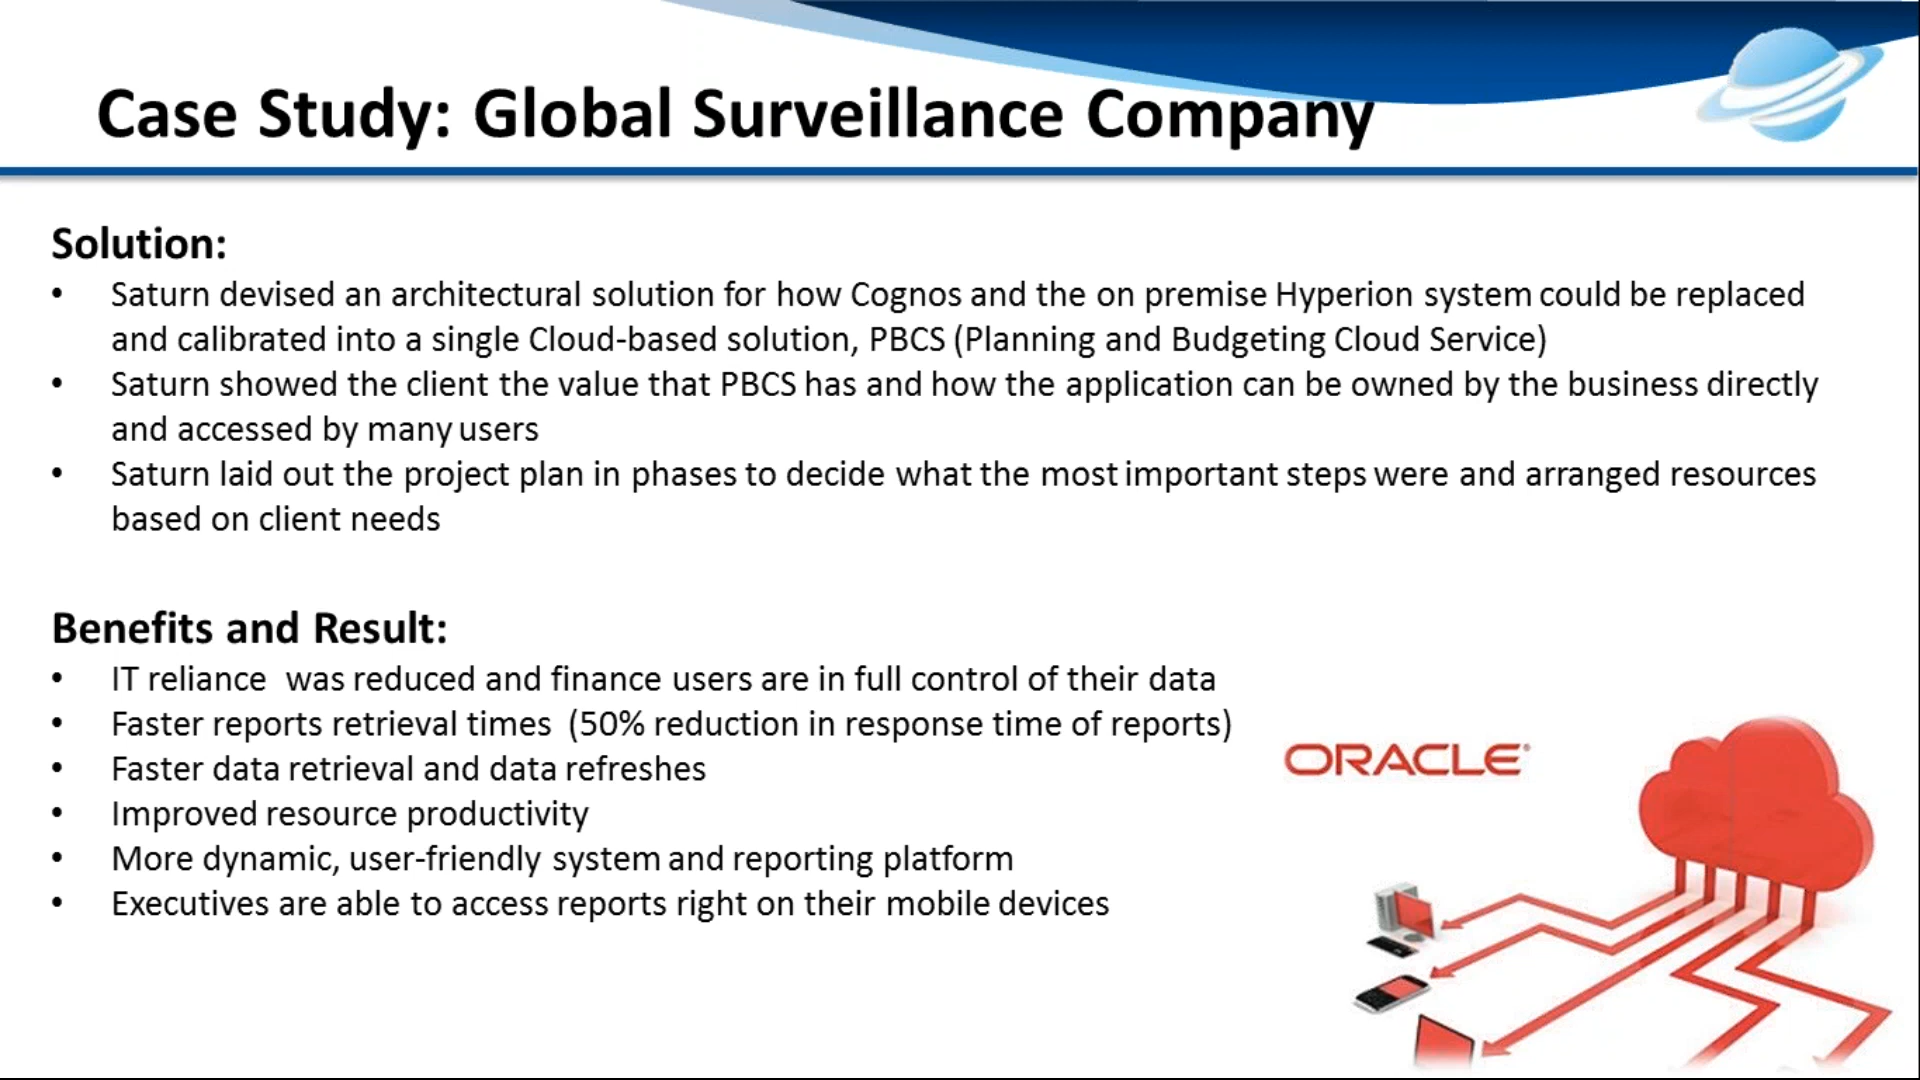 Case Study: Global Surveillance Company
Solution:
• Saturn devised an architectural solution for how Cognos and the on premise Hyperion system could be replaced
and calibrated into a single Cloud-based solution, PBCS (Planning and Budgeting Cloud Service)
• Saturn showed the client the value that PBCS has and how the application can be owned by the business directly
and accessed by many users
• Saturn laid out the project plan in phases to decide what the most important steps were and arranged resources
based on client needs
Benefits and Result:
• IT reliance  was reduced and finance users are in full control of their data
• Faster reports retrieval times  (50% reduction in response time of reports)
• Faster data retrieval and data refreshes
• Improved resource productivity
• More dynamic, user-friendly system and reporting platform
• Executives are able to access reports right on their mobile devices
ORACLE®